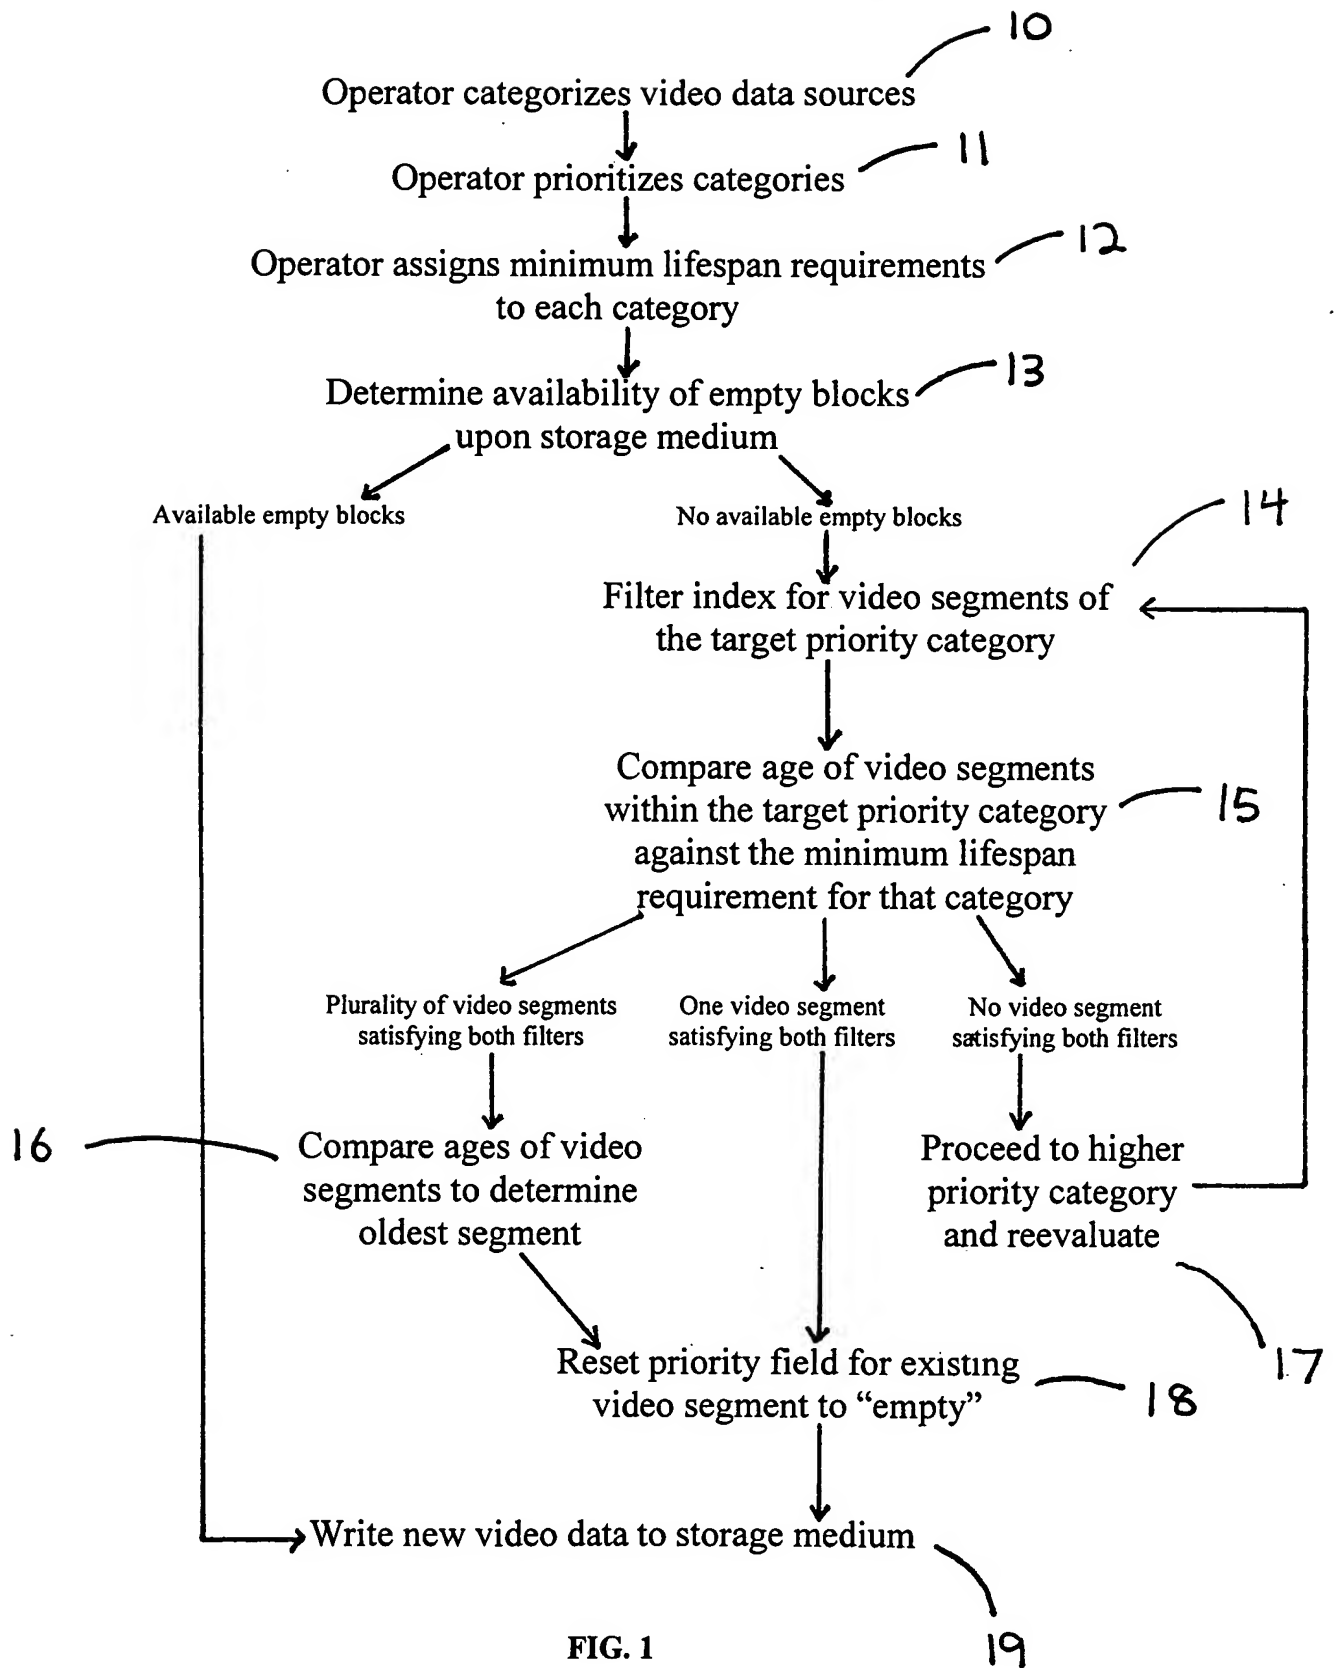 10
Operator categorizes video data sources
11
Operator prioritizes categories
12
Operator assigns minimum lifespan requirements
to each category
13
Determine availability of empty blocks
upon storage medium
Available empty blocks
No available empty blocks
14
Filter index for video segments of
the target priority category
Compare age of video segments
within the target priority category
15
against the minimum lifespan
requirement for that category
Plurality of video segments
satisfying both filters
One video segment
satisfying both filters
No video segment
satisfying both filters
16
Compare ages of video
segments to determine
oldest segment
Proceed to higher
priority category
and reevaluate
17
Reset priority field for existing
video segment to “empty”
18
Write new video data to storage medium
19
FIG. 1